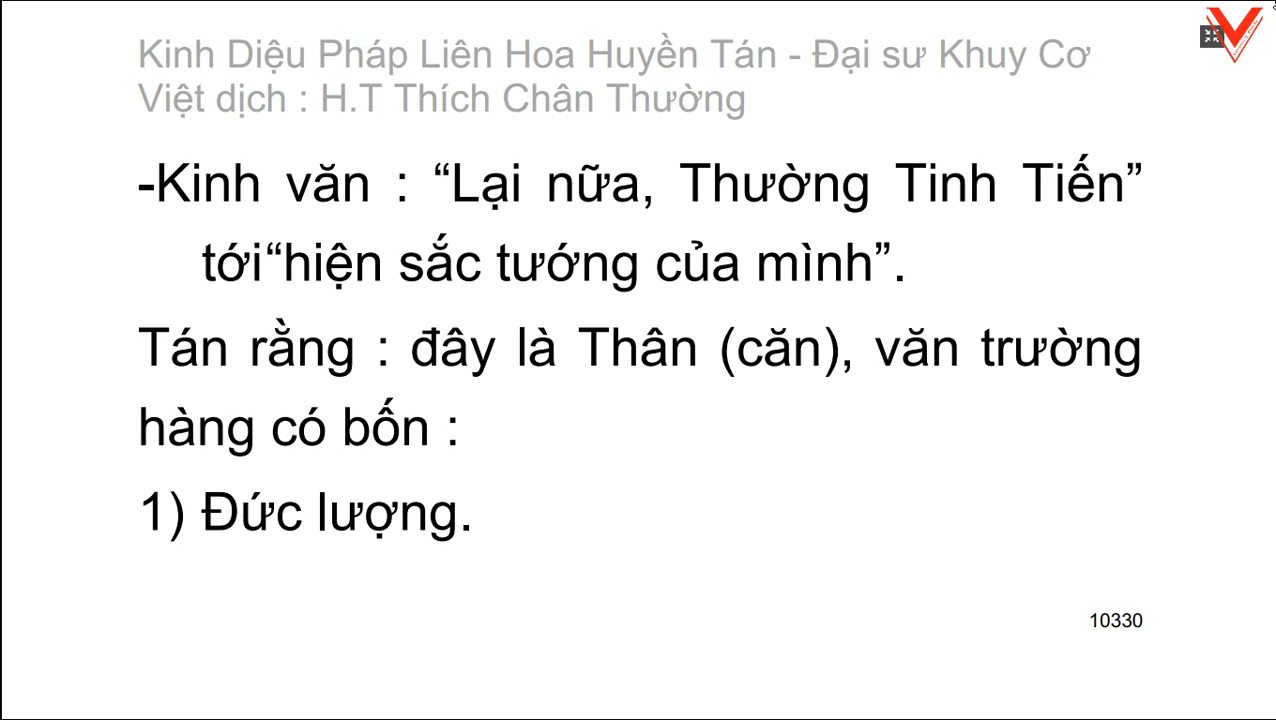 Kinh Diệu Pháp Liên Hoa Huyền Tán - Đại sư Khuy Cơ
Việt dịch : H.T Thích Chân Thường
-Kinh văn : “Lại nữa, Thường Tinh Tiến”
tới“hiện sắc tướng của mình”.
Tán rằng : đây là Thân (căn), văn trường
hàng có bốn :
1) Đức lượng.
10330